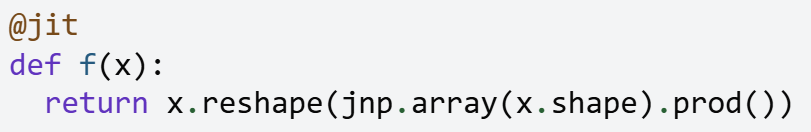 @jit
def f(x):
  return x.reshape(jnp.array(x.shape).prod())